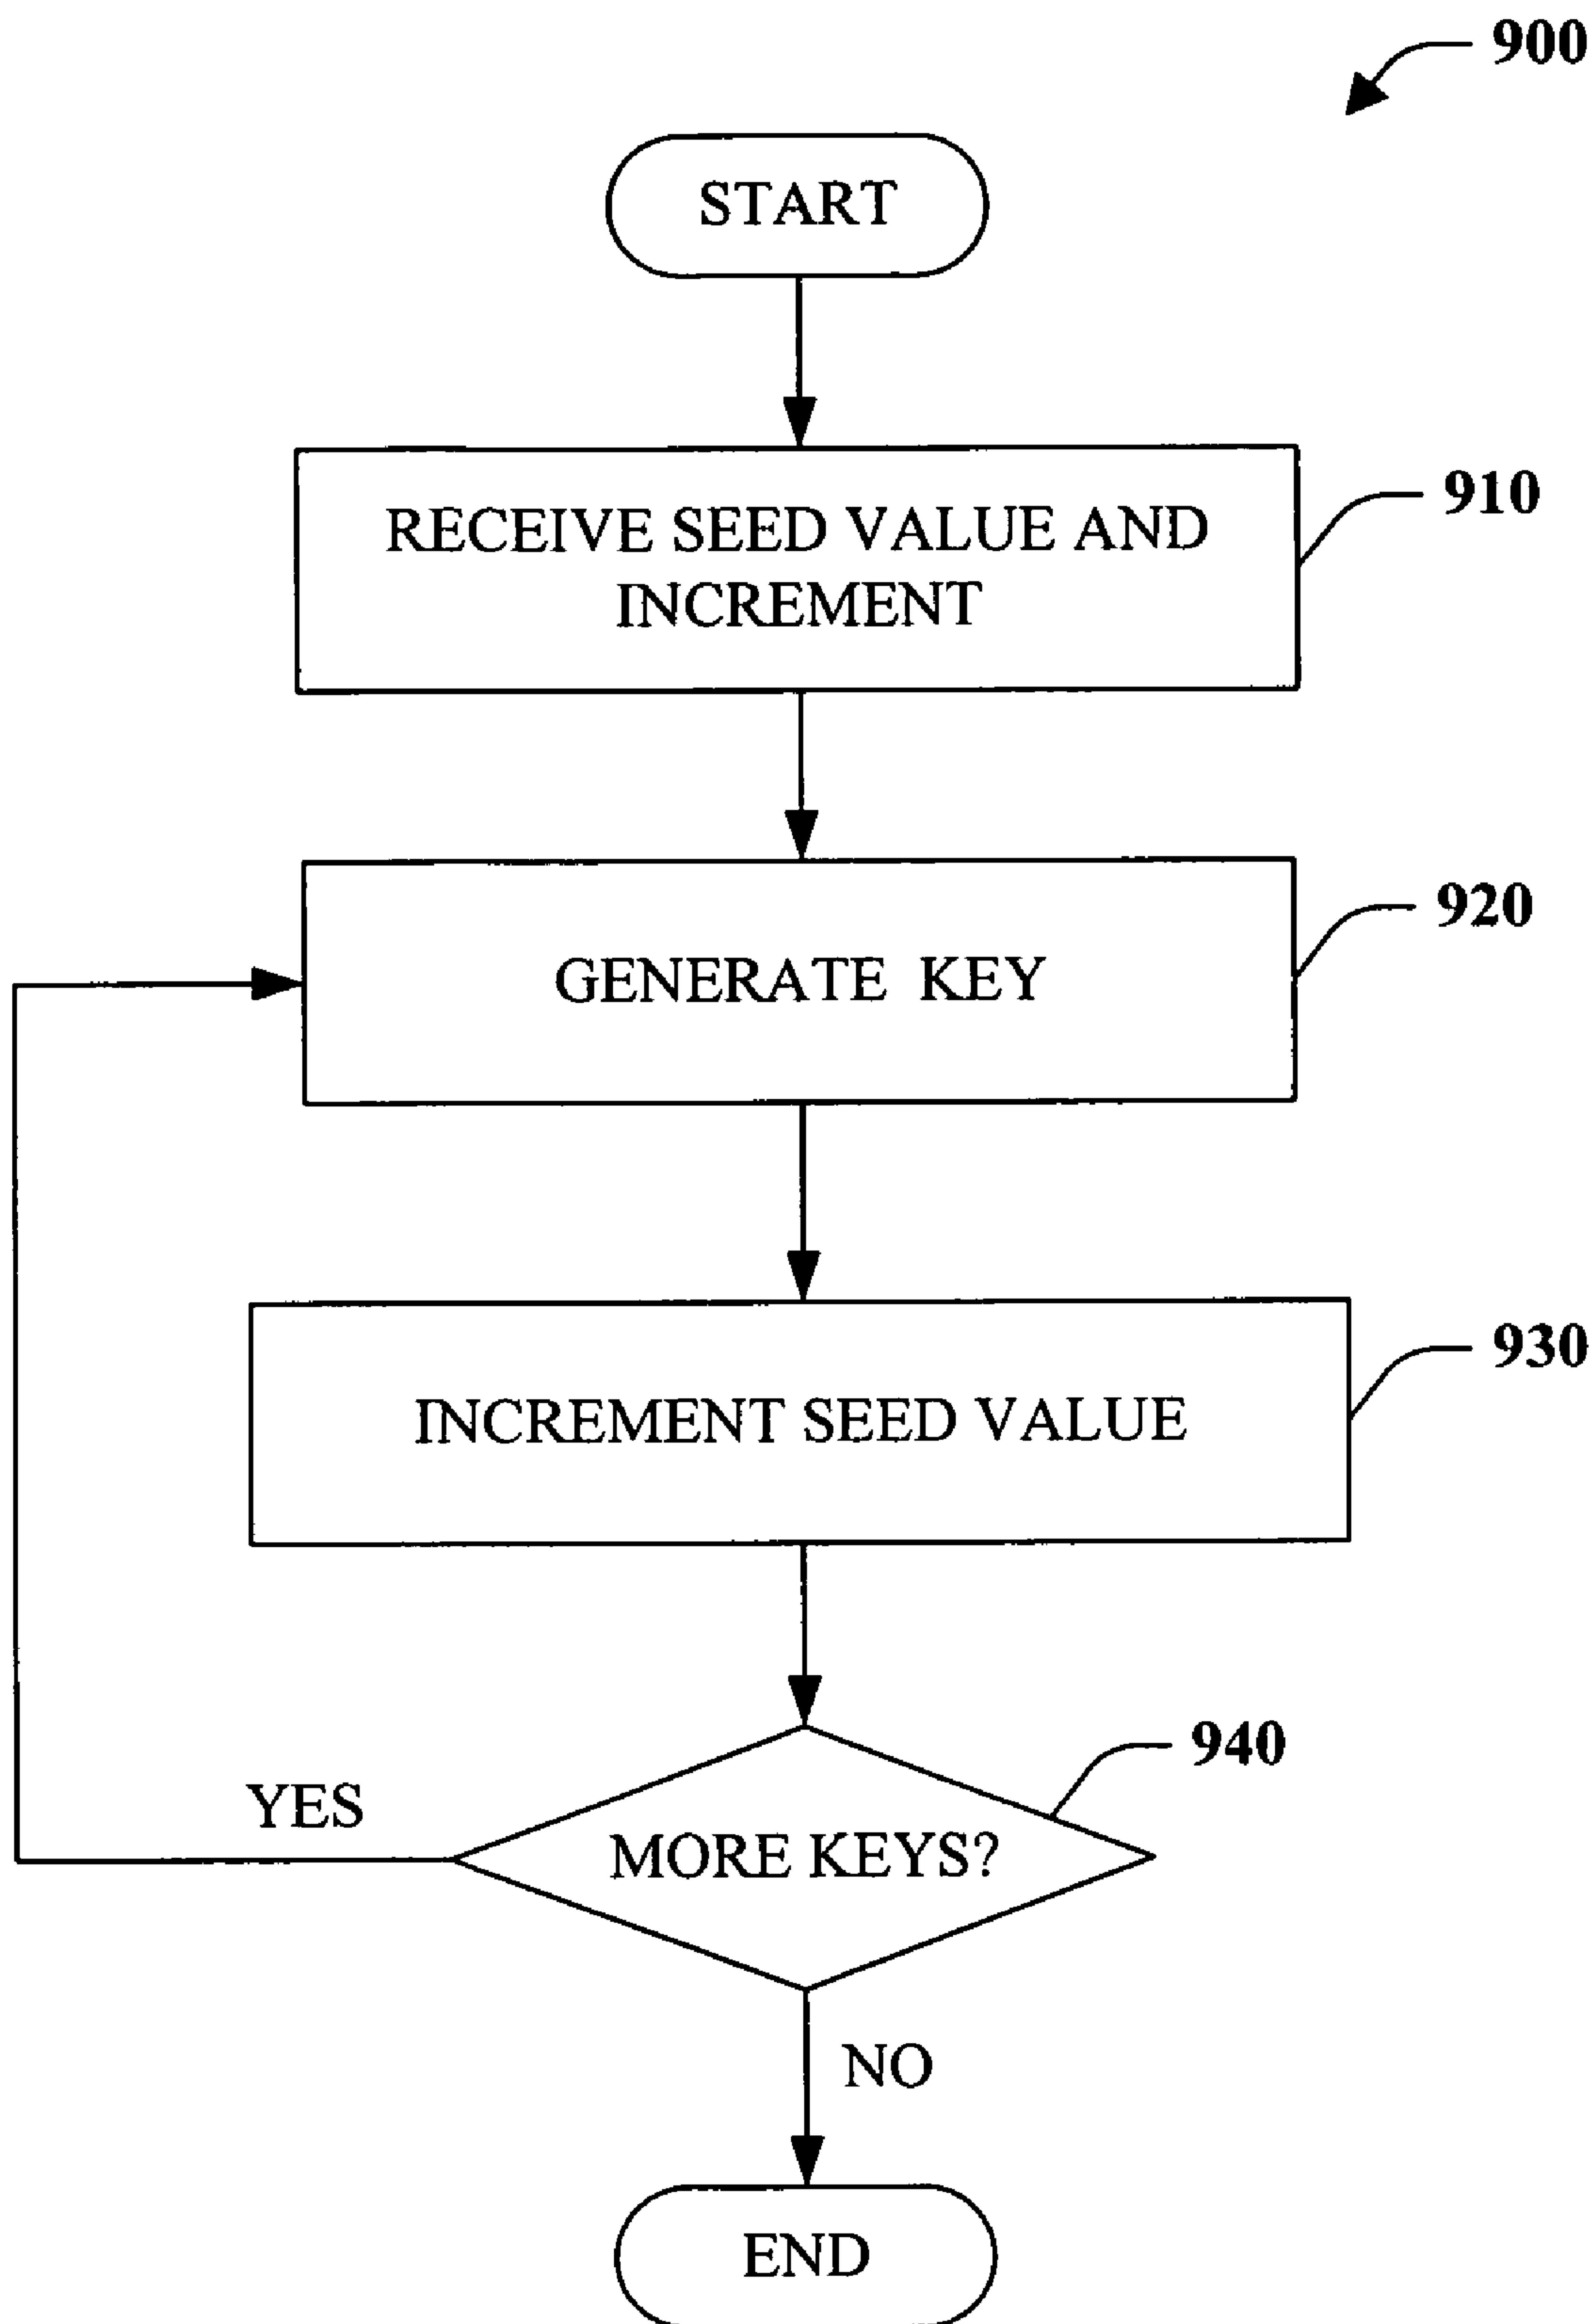 900
START
RECEIVE SEED VALUE AND
INCREMENT
910
GENERATE KEY
920
INCREMENT SEED VALUE
930
MORE KEYS?
940
YES
NO
END